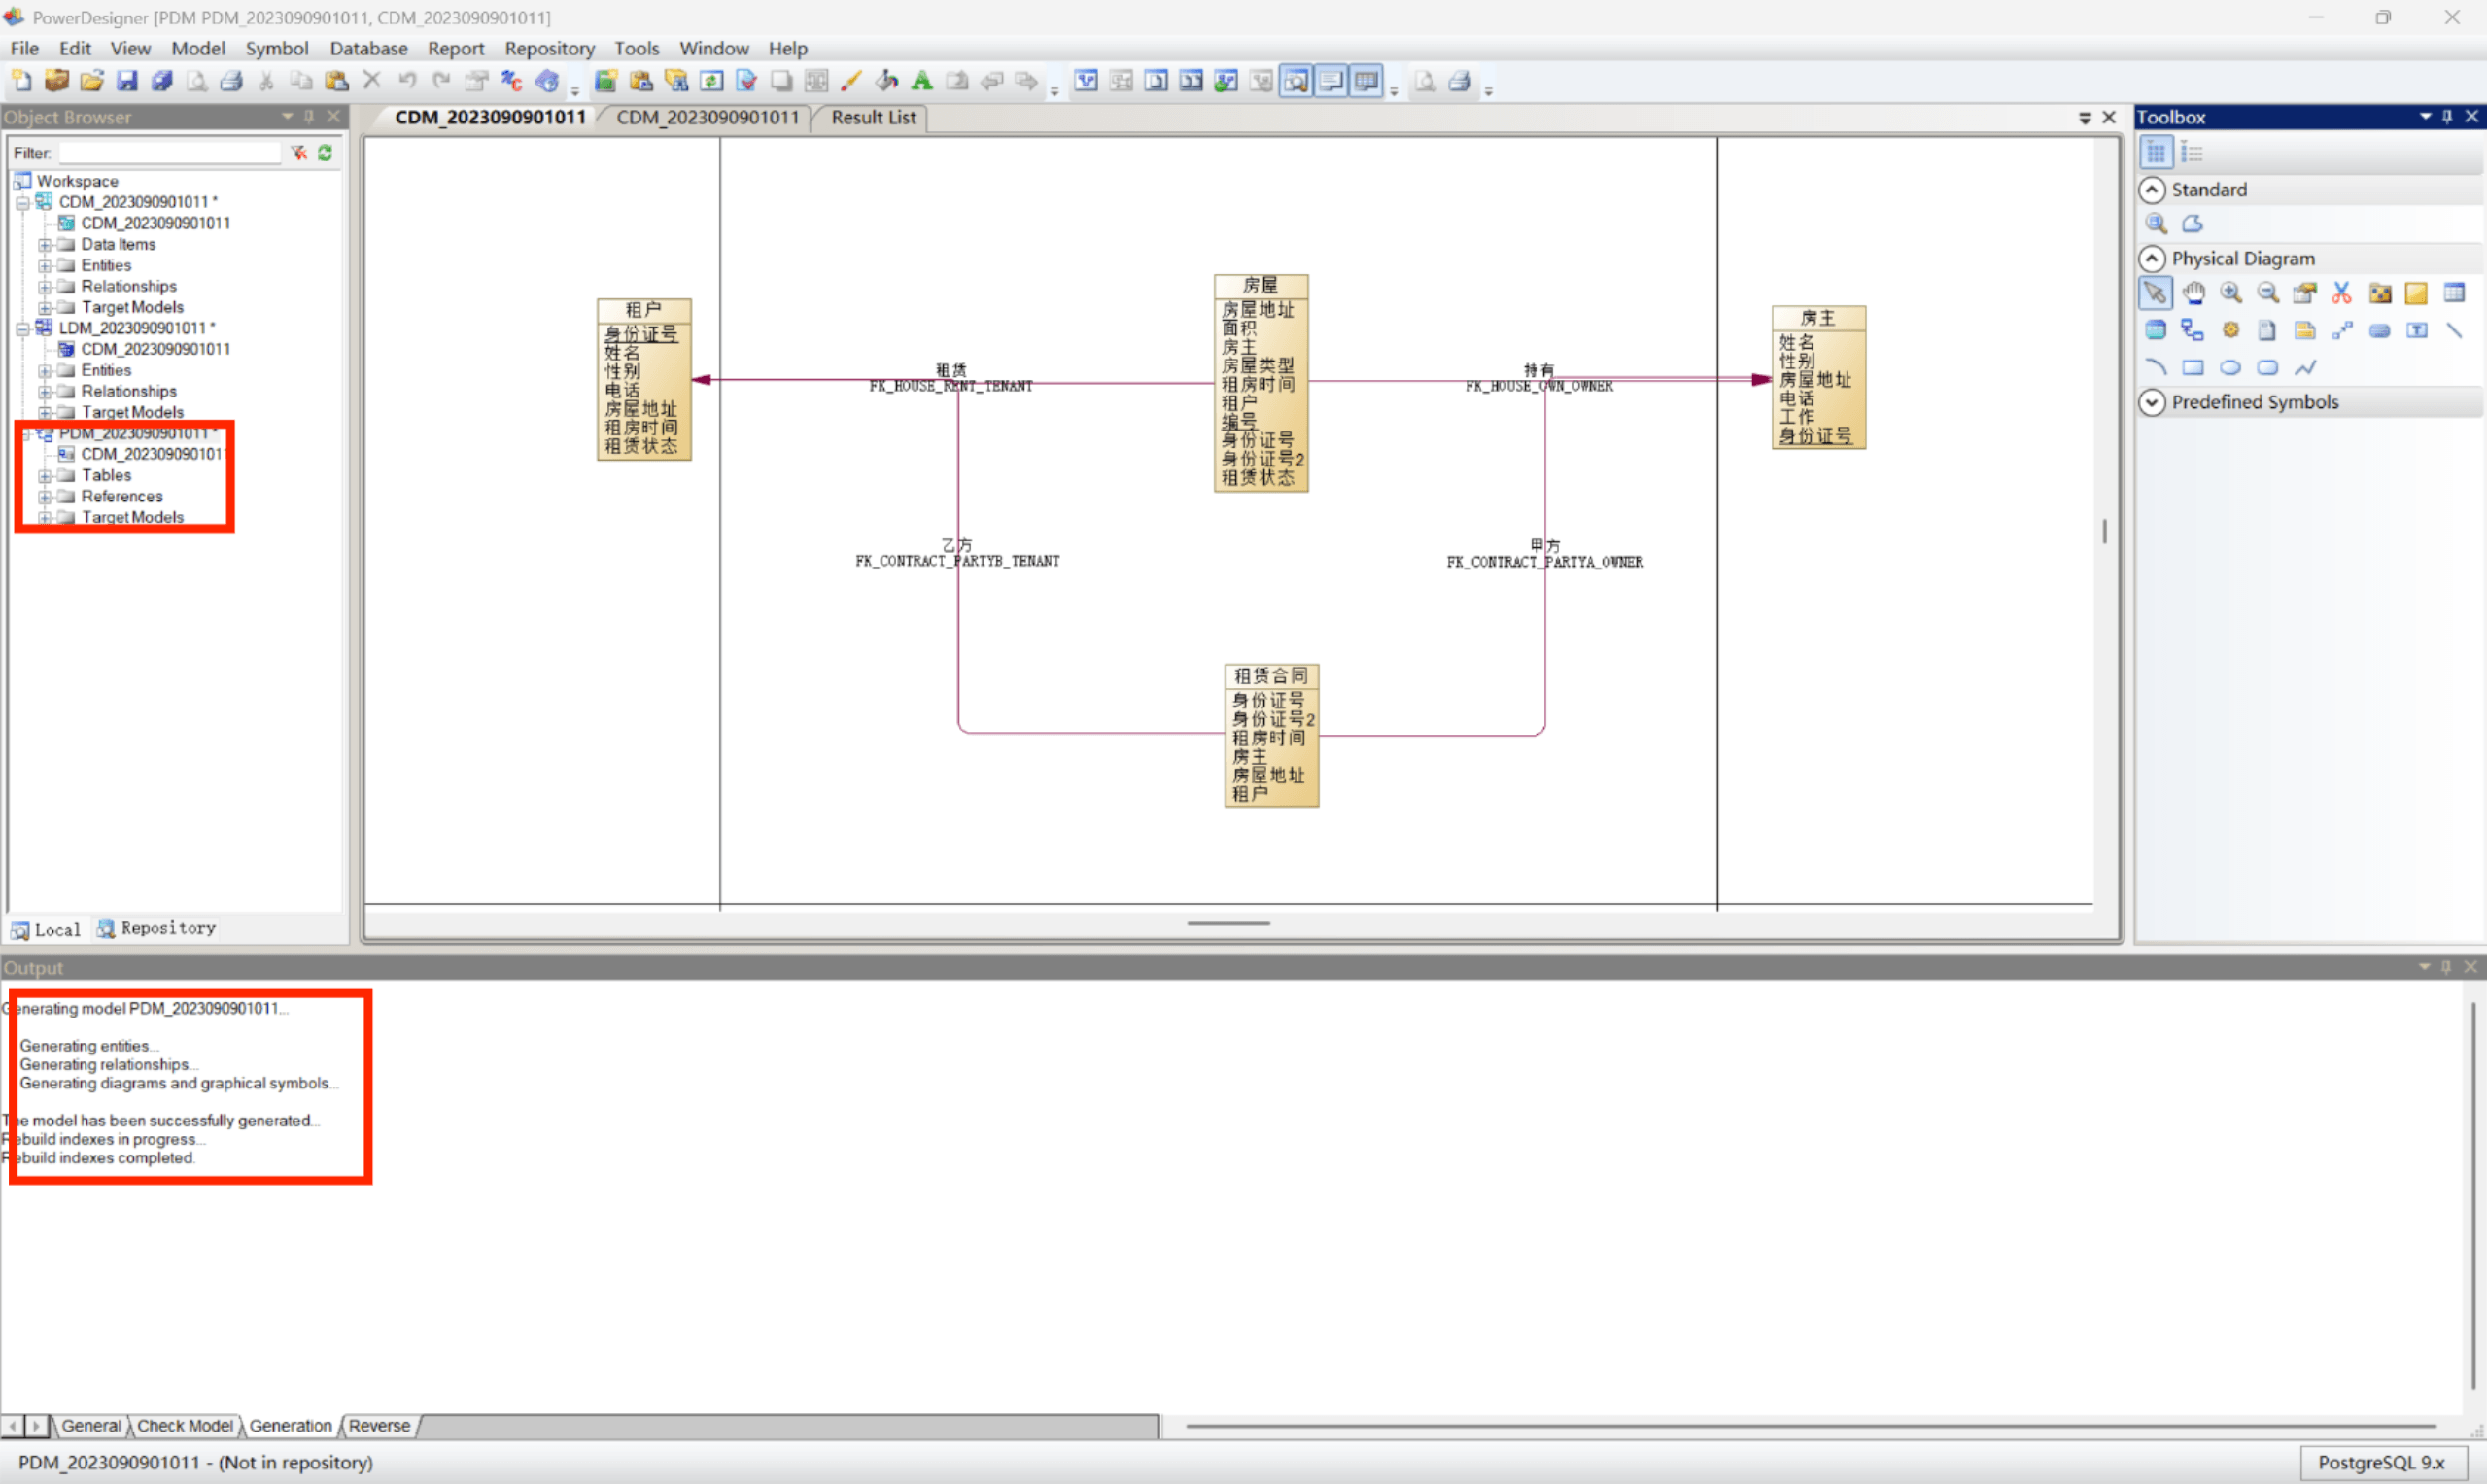 PowerDesigner [PDM PDM_2023090901011, CDM_2023090901011]
File Edit View Model Symbol Database Report Repository Tools Window Help
Object Browser
Filter:
Workspace
CDM_2023090901011 *
CDM_2023090901011
Data Items
Entities
Relationships
Target Models
LDM_2023090901011 *
CDM_2023090901011
Entities
Relationships
Target Models
PDM_2023090901011 *
CDM_2023090901011
Tables
References
Target Models
Local Repository
CDM_2023090901011 CDM_2023090901011 Result List
租户
身份证号
姓名
性别
电话
房屋地址
租房时间
租赁状态
租赁
FK_HOUSE_RENT_TENANT
房屋
房屋地址
面积
房主
房屋类型
租房时间
租户
编号
身份证号
身份证号2
租赁状态
持有
FK_HOUSE_OWN_OWNER
房主
姓名
性别
房屋地址
电话
工作
身份证号
乙方
FK_CONTRACT_PARTYB_TENANT
甲方
FK_CONTRACT_PARTYA_OWNER
租赁合同
身份证号
身份证号2
租房时间
房主
房屋地址
租户
Toolbox
Standard
Physical Diagram
Predefined Symbols
Output
Generating model PDM_2023090901011...
Generating entities...
Generating relationships...
Generating diagrams and graphical symbols...
The model has been successfully generated...
Rebuild indexes in progress...
Rebuild indexes completed.
General Check Model Generation Reverse
PDM_2023090901011 - (Not in repository)
PostgreSQL 9.x